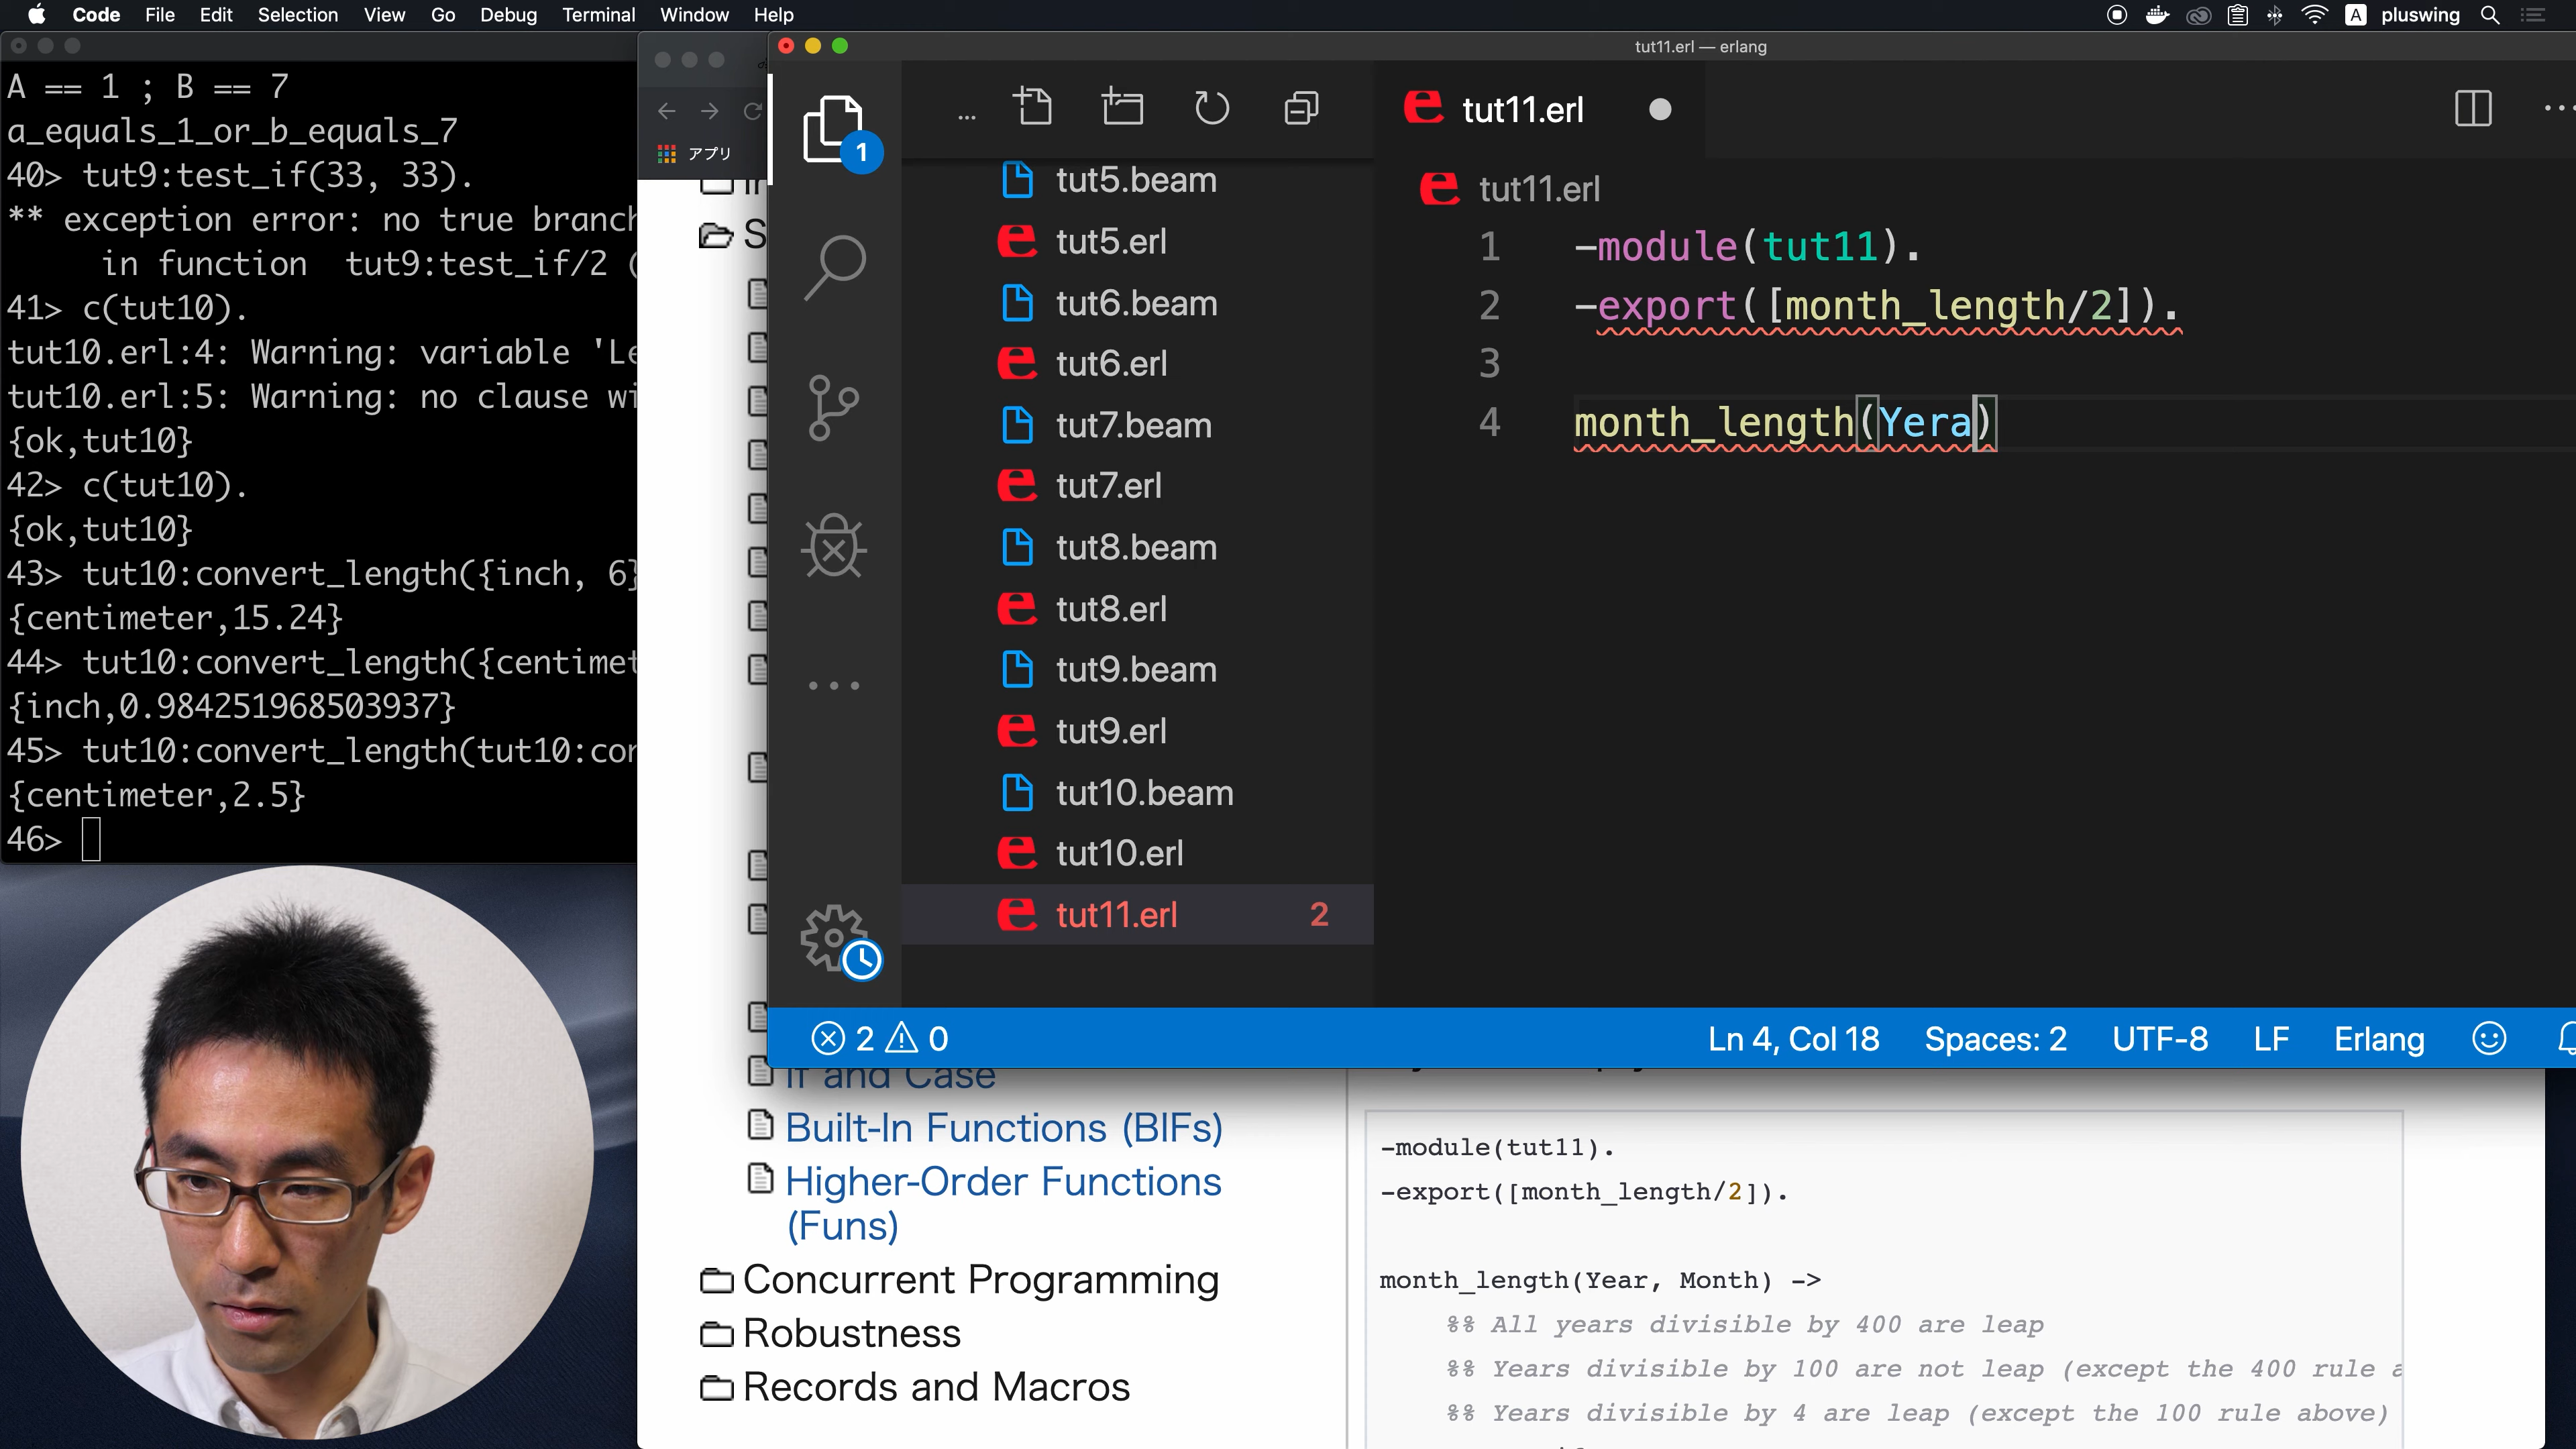 Code File Edit Selection View Go Debug Terminal Window Help
A pluswing
A == 1 ; B == 7
a_equals_1_or_b_equals_7
40> tut9:test_if(33, 33).
** exception error: no true branch
in function tut9:test_if/2 (
41> c(tut10).
tut10.erl:4: Warning: variable 'Le
tut10.erl:5: Warning: no clause wi
{ok,tut10}
42> c(tut10).
{ok,tut10}
43> tut10:convert_length({inch, 6}
{centimeter,15.24}
44> tut10:convert_length({centimet
{inch,0.984251968503937}
45> tut10:convert_length(tut10:con
{centimeter,2.5}
46>
アプリ
S
tut11.erl — erlang
1
...
tut5.beam
tut5.erl
tut6.beam
tut6.erl
tut7.beam
tut7.erl
tut8.beam
tut8.erl
tut9.beam
tut9.erl
tut10.beam
tut10.erl
tut11.erl 2
tut11.erl
tut11.erl
1 -module(tut11).
2 -export([month_length/2]).
3
4 month_length(Yera)
2 0
Ln 4, Col 18 Spaces: 2 UTF-8 LF Erlang
If and Case
Built-In Functions (BIFs)
Higher-Order Functions
(Funs)
Concurrent Programming
Robustness
Records and Macros
-module(tut11).
-export([month_length/2]).
month_length(Year, Month) ->
%% All years divisible by 400 are leap
%% Years divisible by 100 are not leap (except the 400 rule a
%% Years divisible by 4 are leap (except the 100 rule above)